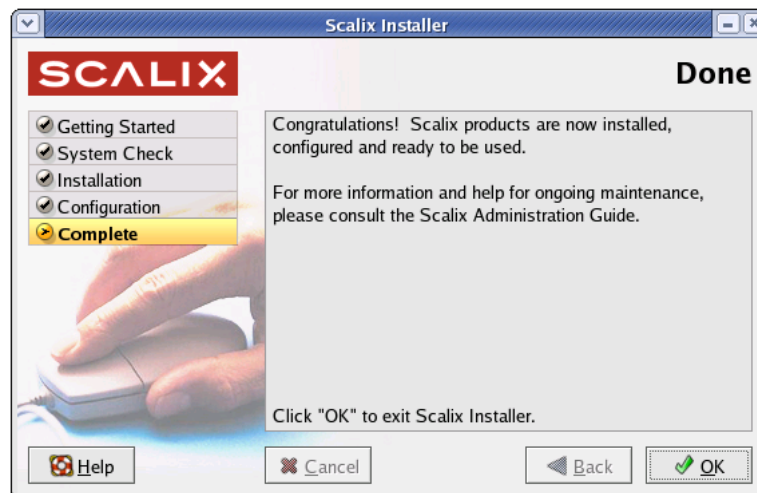 Scalix Installer
SCALIX
Done
Getting Started
System Check
Installation
Configuration
Complete
Congratulations!  Scalix products are now installed,
configured and ready to be used.
For more information and help for ongoing maintenance,
please consult the Scalix Administration Guide.
Click "OK" to exit Scalix Installer.
Help
Cancel
Back
OK